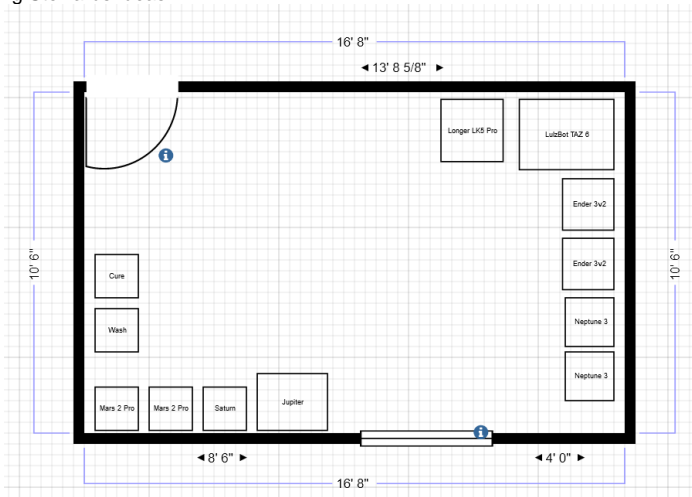 16' 8"
13' 8 5/8"
Longer LK5 Pro
LulzBot TAZ 6
i
Ender 3v2
10' 6"
10' 6"
Ender 3v2
Cure
Neptune 3
Wash
Neptune 3
Mars 2 Pro
Mars 2 Pro
Saturn
Jupiter
i
8' 6"
4' 0"
16' 8"